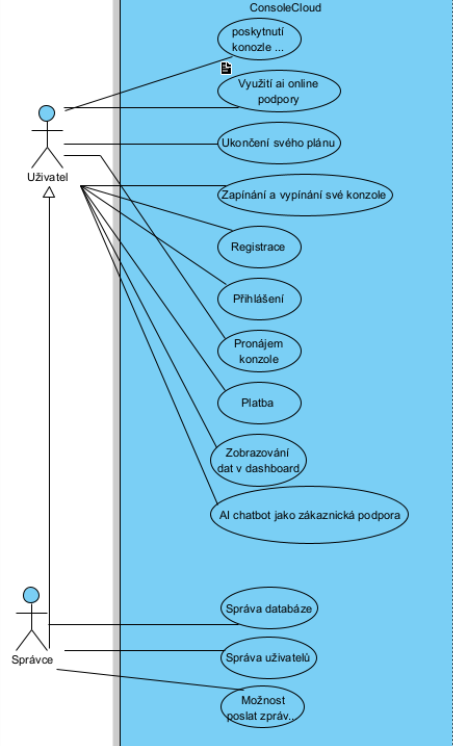 ConsoleCloud
poskytnutí
konozle ...
Využití ai online
podpory
Ukončení svého plánu
Uživatel
Zapínání a vypínání své konzole
Registrace
Přihlášení
Pronájem
konzole
Platba
Zobrazování
dat v dashboard
AI chatbot jako zákaznická podpora
Správa databáze
Správce
Správa uživatelů
Možnost
poslat zpráv...